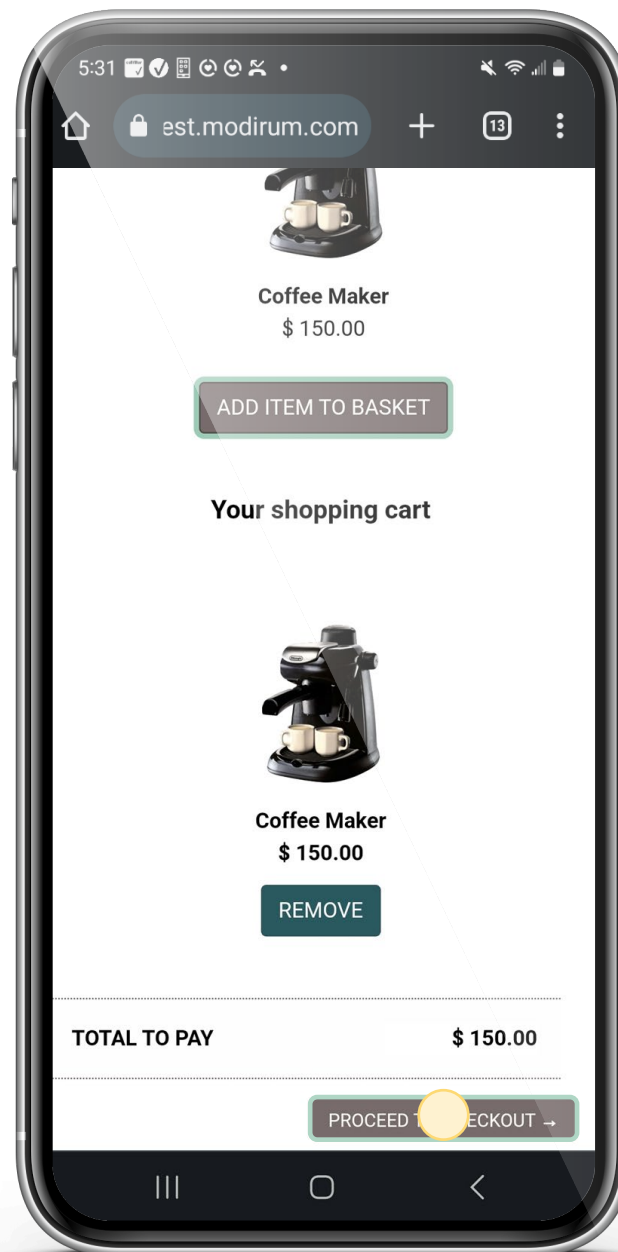 5:31
est.modirum.com
13
Coffee Maker
$ 150.00
ADD ITEM TO BASKET
Your shopping cart
Coffee Maker
$ 150.00
REMOVE
TOTAL TO PAY $ 150.00
PROCEED T ECKOUT →